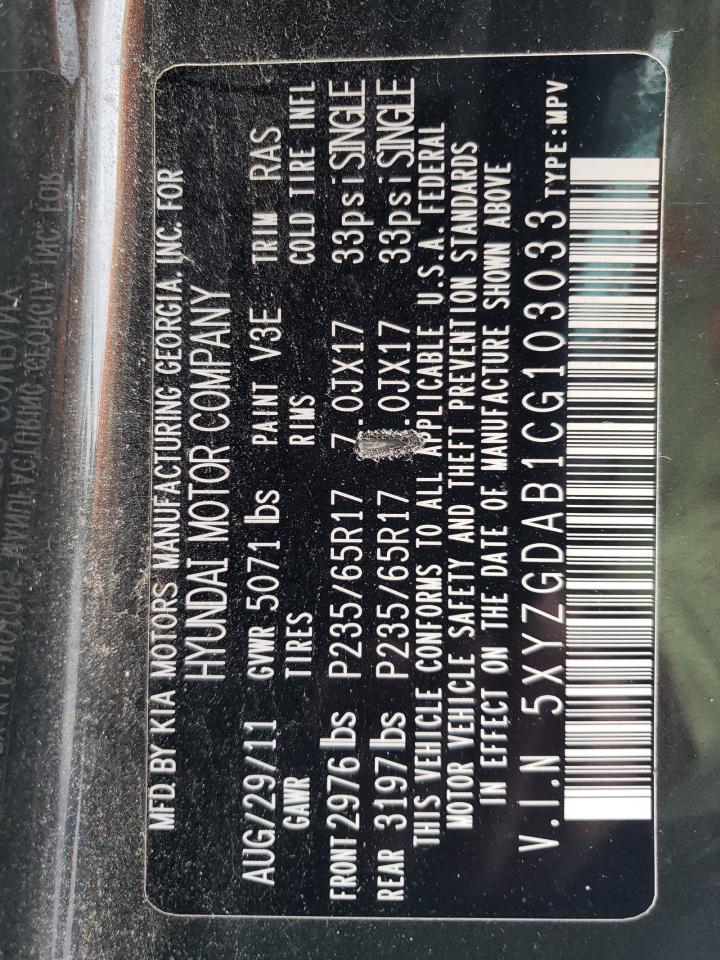 MFD. BY KIA MOTORS MANUFACTURING GEORGIA. INC. FOR
HYUNDAI MOTOR COMPANY
AUG/29/11 GVWR 5071 lbs PAINT V3E TRIM RAS
GAWR TIRES RIMS COLD TIRE INFL
FRONT 2976 lbs P235/65R17 7.0JX17 33psi SINGLE
REAR 3197 lbs P235/65R17 .0JX17 33psi SINGLE
THIS VEHICLE CONFORMS TO ALL APPLICABLE U.S.A. FEDERAL
MOTOR VEHICLE SAFETY AND THEFT PREVENTION STANDARDS
IN EFFECT ON THE DATE OF MANUFACTURE SHOWN ABOVE
V.I.N 5XYZGDAB1CG103033 TYPE:MPV